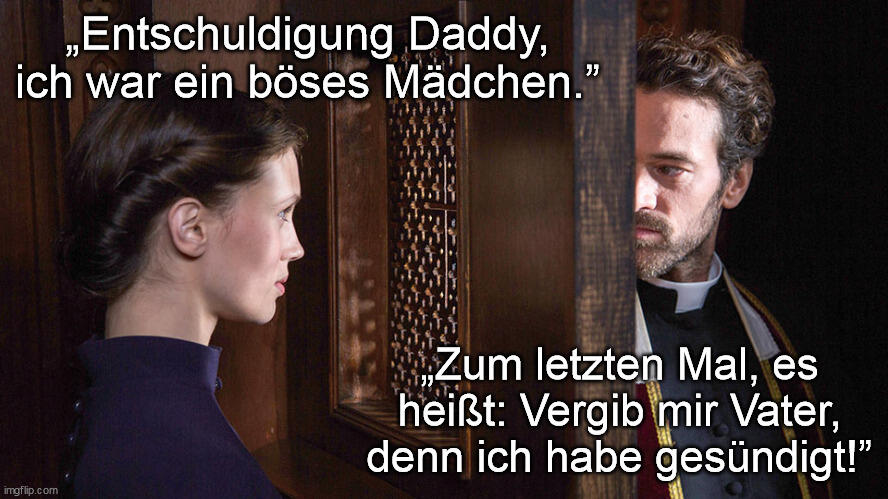 „Entschuldigung Daddy,
ich war ein böses Mädchen.”
„Zum letzten Mal, es
heißt: Vergib mir Vater,
denn ich habe gesündigt!”
imgflip.com